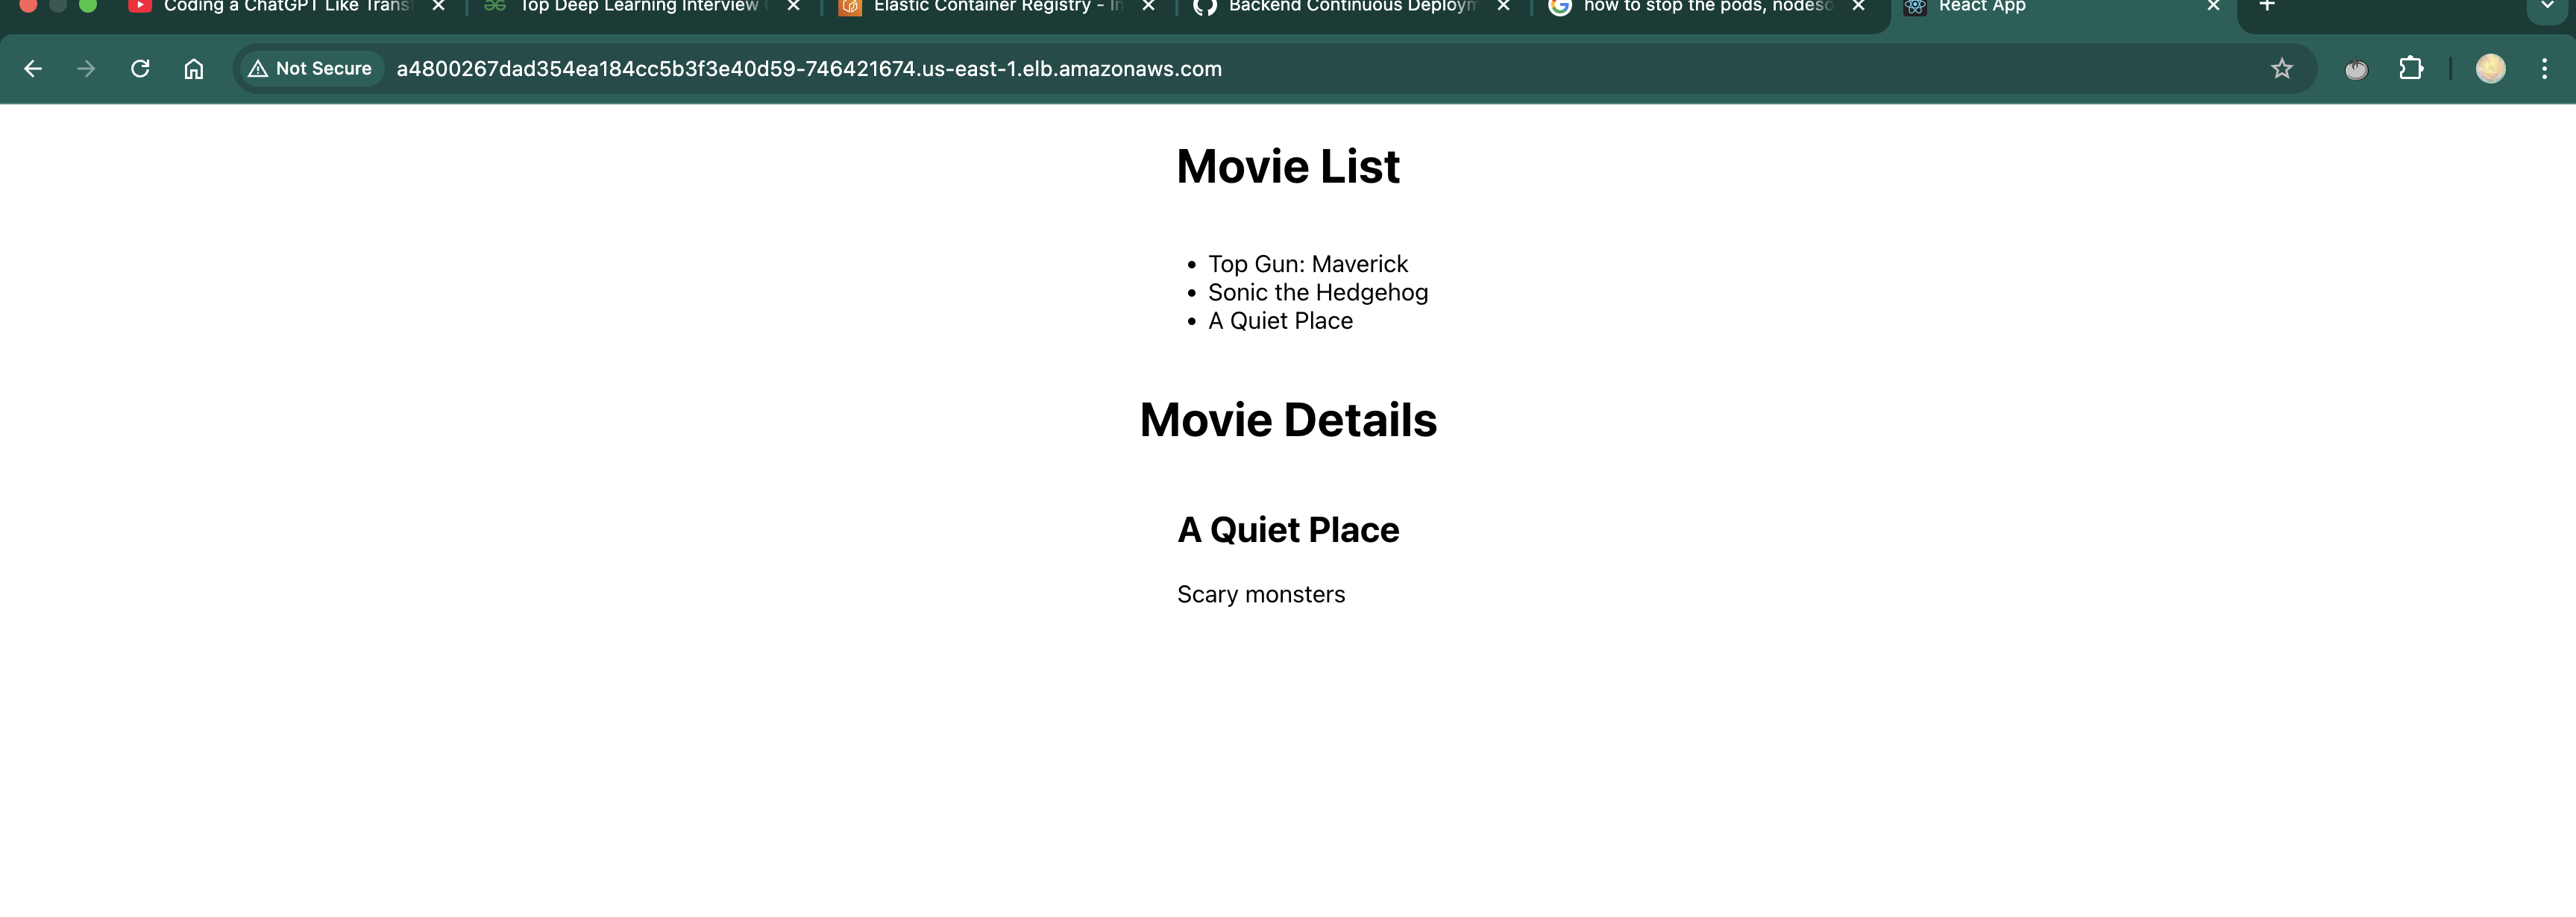 Coding a ChatGPT Like Trans
Top Deep Learning Interview
Elastic Container Registry - In
Backend Continuous Deploym
how to stop the pods, nodeso
React App
Not Secure
a4800267dad354ea184cc5b3f3e40d59-746421674.us-east-1.elb.amazonaws.com
Movie List
• Top Gun: Maverick
• Sonic the Hedgehog
• A Quiet Place
Movie Details
A Quiet Place
Scary monsters